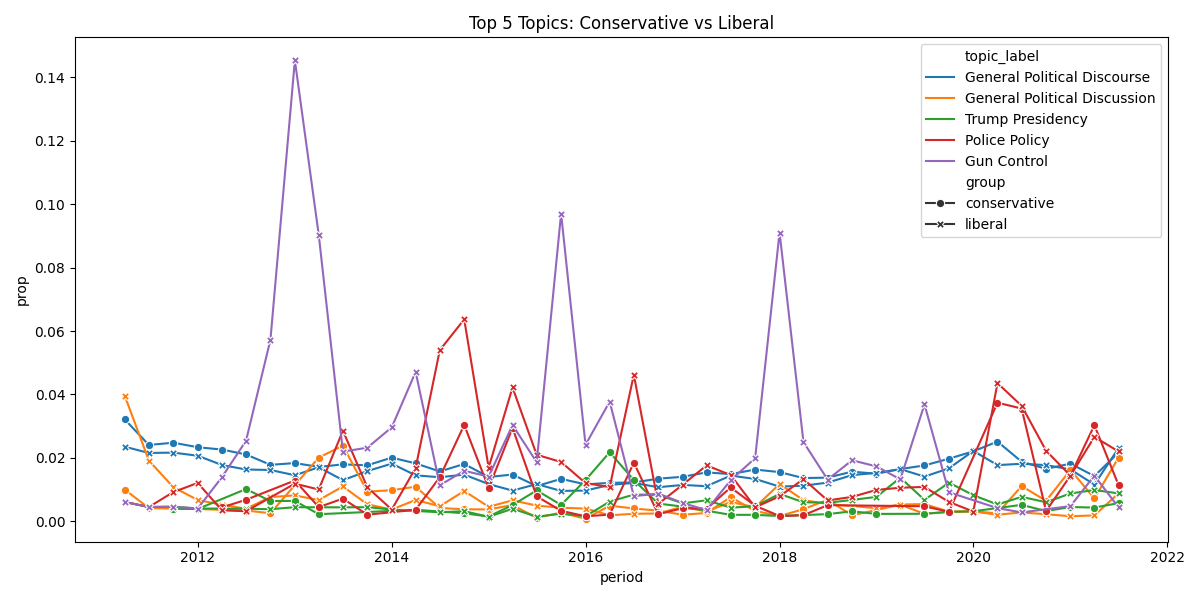 Top 5 Topics: Conservative vs Liberal
topic_label
General Political Discourse
General Political Discussion
Trump Presidency
Police Policy
Gun Control
group
conservative
liberal
prop
0.14
0.12
0.10
0.08
0.06
0.04
0.02
0.00
2012
2014
2016
2018
2020
2022
period